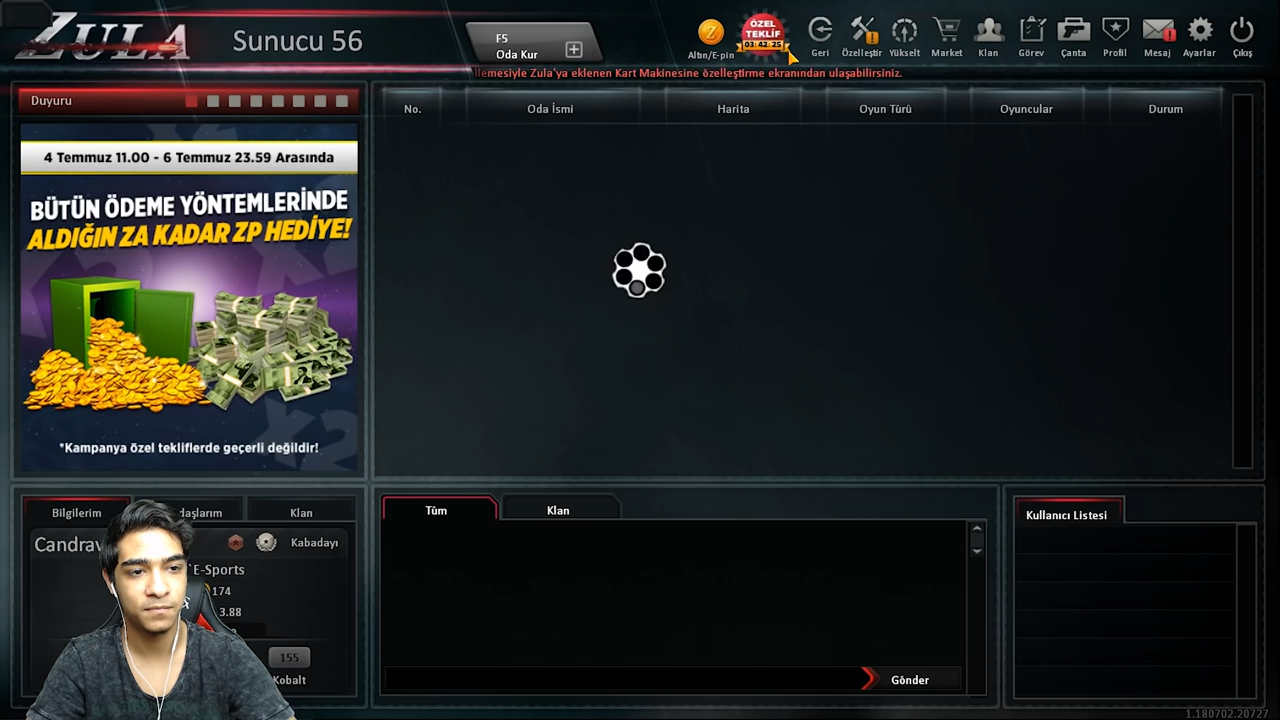 ZULA
Sunucu 56
F5
Oda Kur
Altın/E-pin
ÖZEL
TEKLİF
03:42:25
Geri
Özelleştir
Yükselt
Market
Klan
Görev
Çanta
Profil
Mesaj
Ayarlar
Çıkış
llemesiyle Zula'ya eklenen Kart Makinesine özelleştirme ekranından ulaşabilirsiniz.
Duyuru
No.
Oda İsmi
Harita
Oyun Türü
Oyuncular
Durum
4 Temmuz 11.00 - 6 Temmuz 23.59 Arasında
BÜTÜN ÖDEME YÖNTEMLERİNDE
ALDIĞIN ZA KADAR ZP HEDİYE!
*Kampanya özel tekliflerde geçerli değildir!
Bilgilerim
daşlarım
Klan
Candrav
Kabadayı
E-Sports
174
3.88
155
Kobalt
Tüm
Klan
Gönder
Kullanıcı Listesi
1.180702.20727